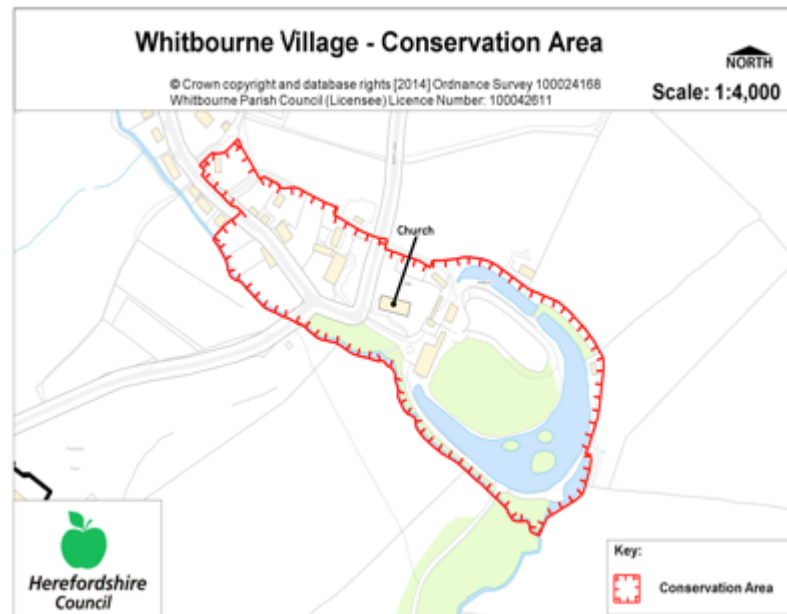 Whitbourne Village - Conservation Area
NORTH
© Crown copyright and database rights [2014] Ordnance Survey 100024168
Whitbourne Parish Council (Licensee) Licence Number: 100042611
Scale: 1:4,000
Church
Herefordshire
Council
Key:
Conservation Area